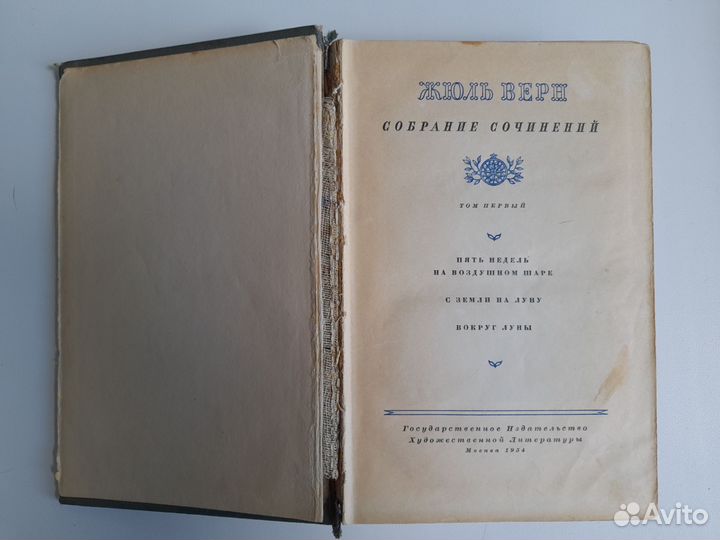 ЖЮЛЬ ВЕРН
СОБРАНИЕ СОЧИНЕНИЙ
ТОМ ПЕРВЫЙ
ПЯТЬ НЕДЕЛЬ
НА ВОЗДУШНОМ ШАРЕ
С ЗЕМЛИ НА ЛУНУ
ВОКРУГ ЛУНЫ
Государственное Издательство
Художественной Литературы
Москва 1954
Avito